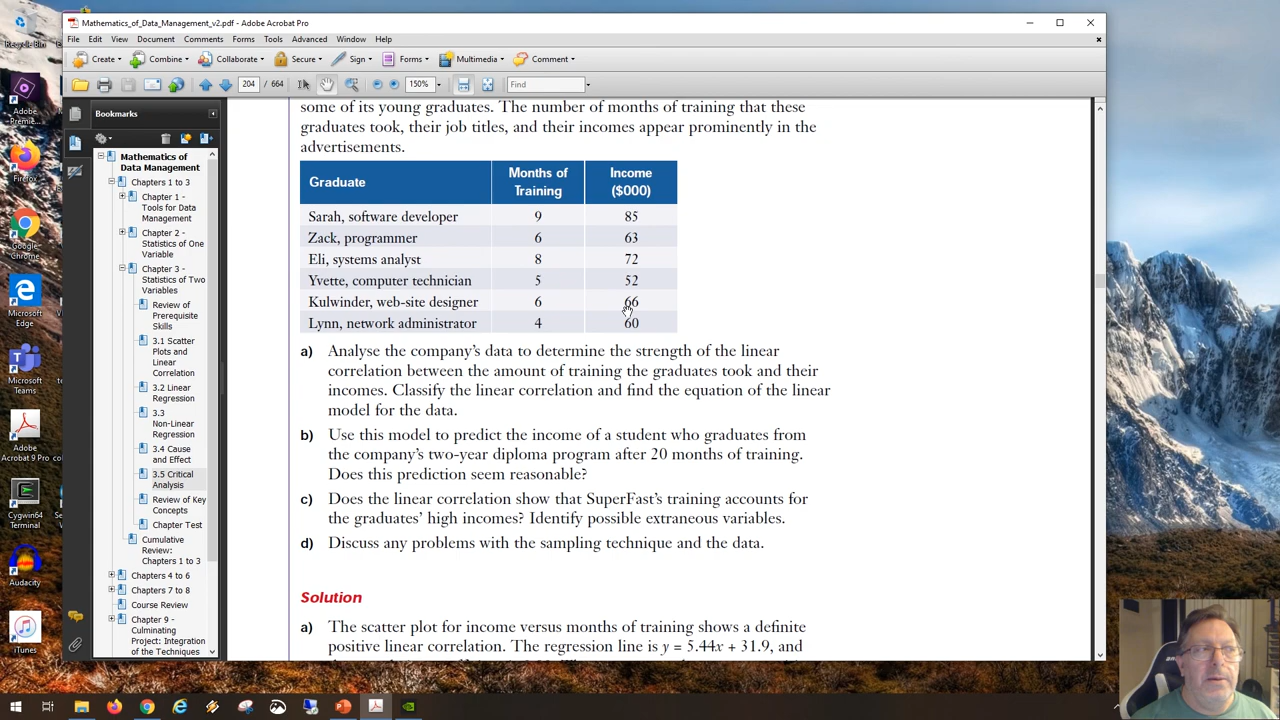 Mathematics_of_Data_Management_v2.pdf - Adobe Acrobat Pro
File Edit View Document Comments Forms Tools Advanced Window Help
Create Combine Collaborate Secure Sign Forms Multimedia Comment
204 / 664 150% Find
Recycle Bin
Adobe Premie...
Firefox
Google Chrome
Microsoft Edge
Microsoft Teams
Adobe Acrobat 9 Pro
Cygwin64 Terminal
Audacity
iTunes
Bookmarks
Mathematics of
Data Management
Chapters 1 to 3
Chapter 1 -
Tools for Data
Management
Chapter 2 -
Statistics of One
Variable
Chapter 3 -
Statistics of Two
Variables
Review of
Prerequisite
Skills
3.1 Scatter
Plots and
Linear
Correlation
3.2 Linear
Regression
3.3
Non-Linear
Regression
3.4 Cause
and Effect
3.5 Critical
Analysis
Review of Key
Concepts
Chapter Test
Cumulative
Review:
Chapters 1 to 3
Chapters 4 to 6
Chapters 7 to 8
Course Review
Chapter 9 -
Culminating
Project: Integration
of the Techniques
some of its young graduates. The number of months of training that these
graduates took, their job titles, and their incomes appear prominently in the
advertisements.
Graduate Months of Training Income ($000)
Sarah, software developer 9 85
Zack, programmer 6 63
Eli, systems analyst 8 72
Yvette, computer technician 5 52
Kulwinder, web-site designer 6 66
Lynn, network administrator 4 60
a) Analyse the company's data to determine the strength of the linear
correlation between the amount of training the graduates took and their
incomes. Classify the linear correlation and find the equation of the linear
model for the data.
b) Use this model to predict the income of a student who graduates from
the company's two-year diploma program after 20 months of training.
Does this prediction seem reasonable?
c) Does the linear correlation show that SuperFast's training accounts for
the graduates' high incomes? Identify possible extraneous variables.
d) Discuss any problems with the sampling technique and the data.
Solution
a) The scatter plot for income versus months of training shows a definite
positive linear correlation. The regression line is y = 5.44x + 31.9, and